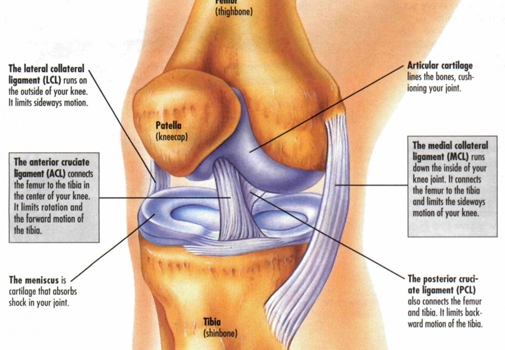 Femur
(thighbone)
The lateral collateral
ligament (LCL) runs on
the outside of your knee.
It limits sideways motion.
Articular cartilage
lines the bones, cush-
ioning your joint.
Patella
(kneecap)
The anterior cruciate
ligament (ACL) connects
the femur to the tibia in
the center of your knee.
It limits rotation and
the forward motion of
the tibia.
The medial collateral
ligament (MCL) runs
down the inside of your
knee joint. It connects
the femur to the tibia
and limits the sideways
motion of your knee.
The meniscus is
cartilage that absorbs
shock in your joint.
The posterior cruci-
ate ligament (PCL)
also connects the femur
and tibia. It limits back-
ward motion of the tibia.
Tibia
(shinbone)